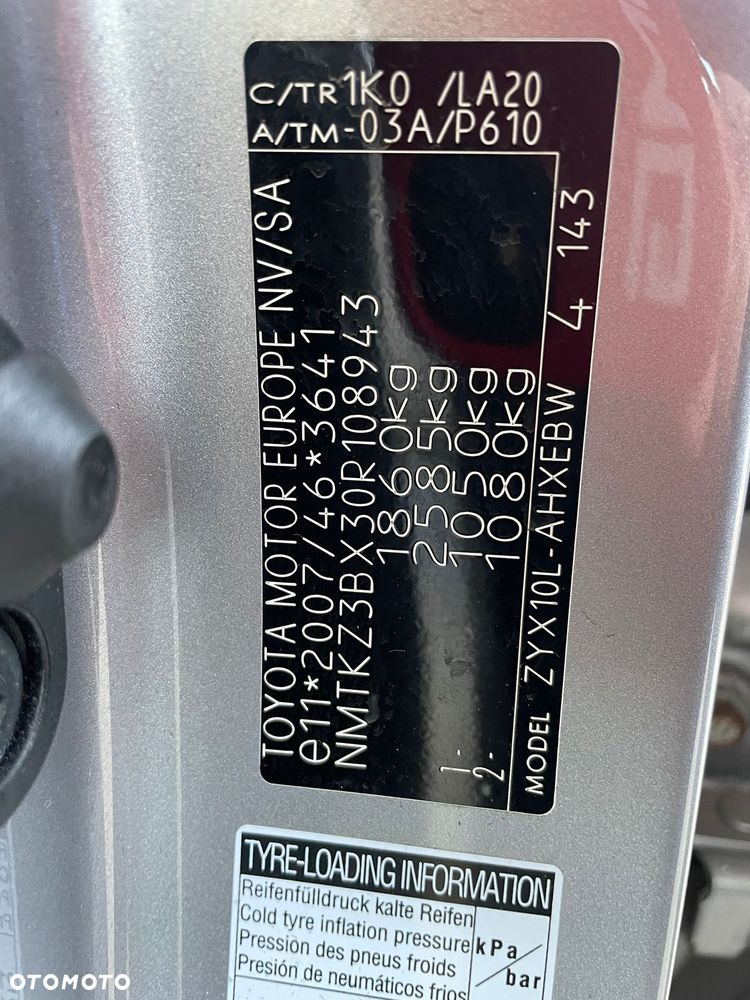 C/TR 1K0 /LA20
A/TM -03A/P610
TOYOTA MOTOR EUROPE NV/SA
e11*2007/46*3641
NMTKZ3BX30R108943
1860kg
2585kg
1- 1050kg
2- 1080kg
MODEL ZYX10L-AHXEBW 4 143
TYRE-LOADING INFORMATION
Reifenfülldruck kalte Reifen
Cold tyre inflation pressure
Pression des pneus froids
Presión de neumáticos frios
kPa/
bar
OTOMOTO